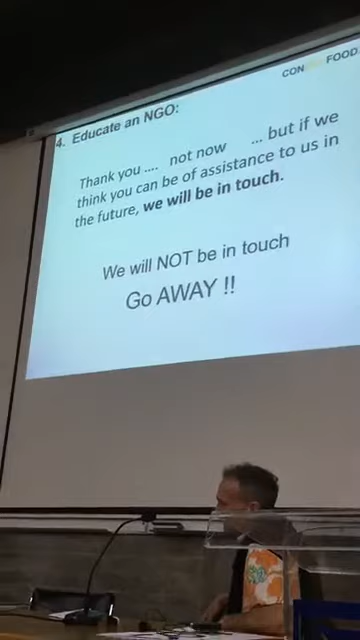 CON FOOD
4. Educate an NGO:
Thank you .... not now ... but if we
think you can be of assistance to us in
the future, we will be in touch.
We will NOT be in touch
Go AWAY !!